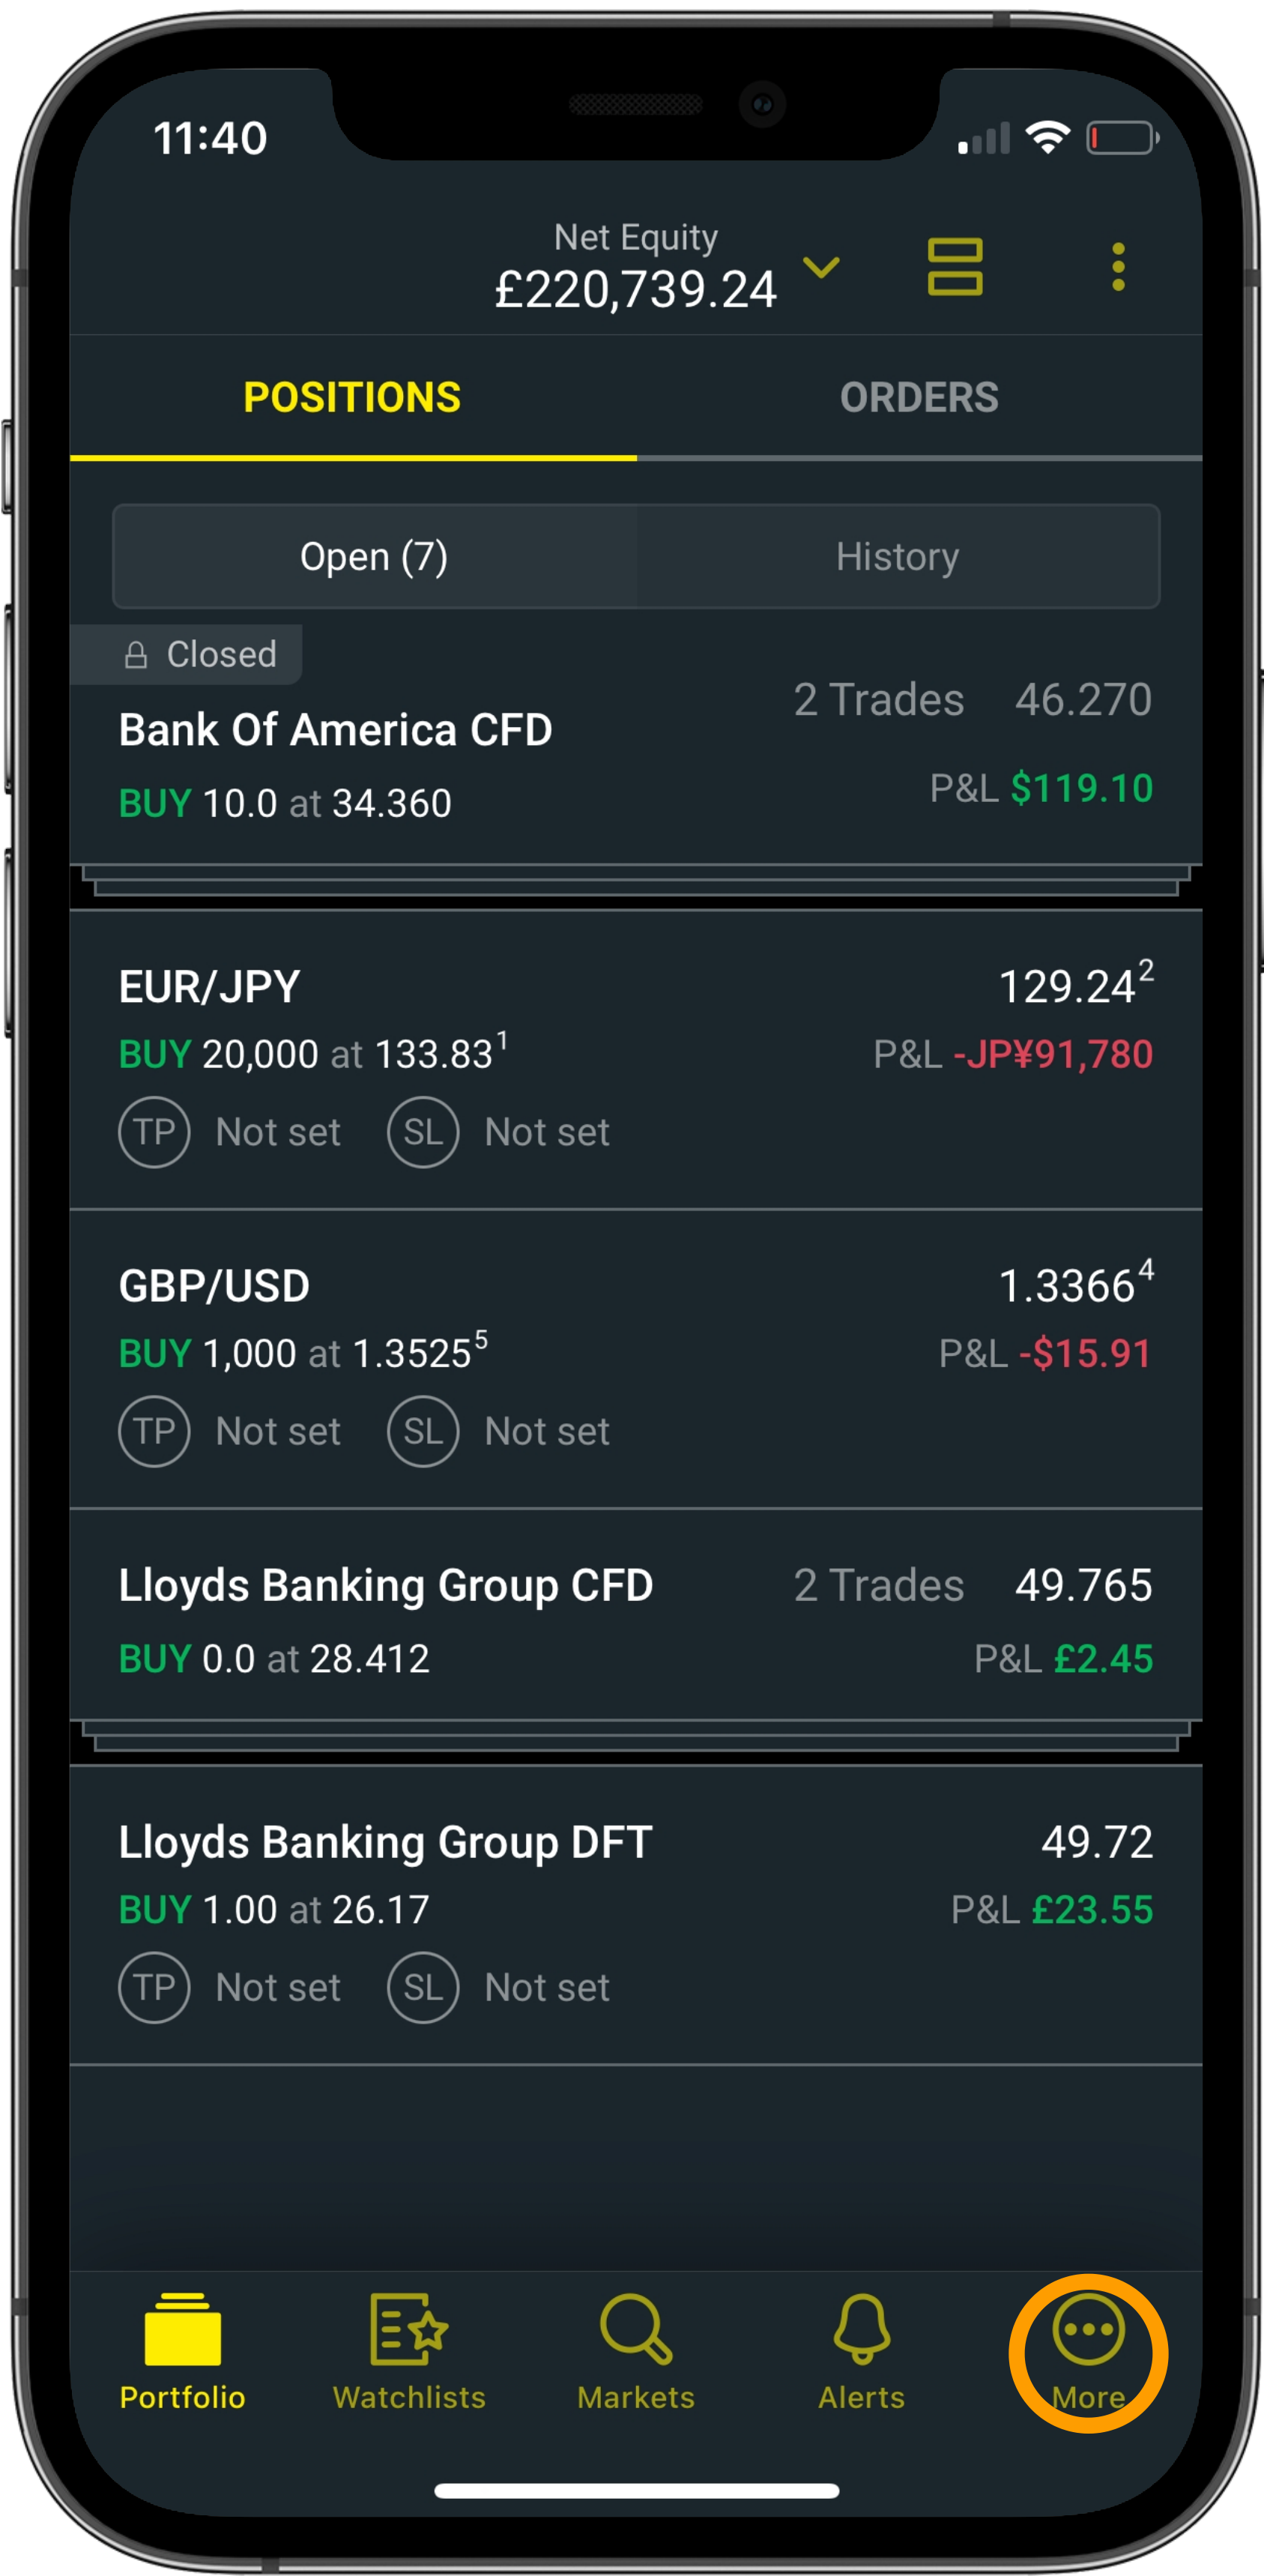 11:40
Net Equity
£220,739.24
POSITIONS ORDERS
Open (7) History
Closed
Bank Of America CFD 2 Trades 46.270
BUY 10.0 at 34.360 P&L $119.10
EUR/JPY 129.24²
BUY 20,000 at 133.83¹ P&L -JP¥91,780
TP Not set SL Not set
GBP/USD 1.3366⁴
BUY 1,000 at 1.3525⁵ P&L -$15.91
TP Not set SL Not set
Lloyds Banking Group CFD 2 Trades 49.765
BUY 0.0 at 28.412 P&L £2.45
Lloyds Banking Group DFT 49.72
BUY 1.00 at 26.17 P&L £23.55
TP Not set SL Not set
Portfolio Watchlists Markets Alerts More